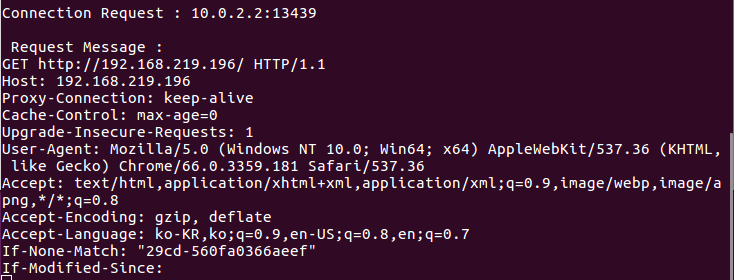 Connection Request : 10.0.2.2:13439
Request Message :
GET http://192.168.219.196/ HTTP/1.1
Host: 192.168.219.196
Proxy-Connection: keep-alive
Cache-Control: max-age=0
Upgrade-Insecure-Requests: 1
User-Agent: Mozilla/5.0 (Windows NT 10.0; Win64; x64) AppleWebKit/537.36 (KHTML,
like Gecko) Chrome/66.0.3359.181 Safari/537.36
Accept: text/html,application/xhtml+xml,application/xml;q=0.9,image/webp,image/a
png,*/*;q=0.8
Accept-Encoding: gzip, deflate
Accept-Language: ko-KR,ko;q=0.9,en-US;q=0.8,en;q=0.7
If-None-Match: "29cd-560fa0366aeef"
If-Modified-Since: